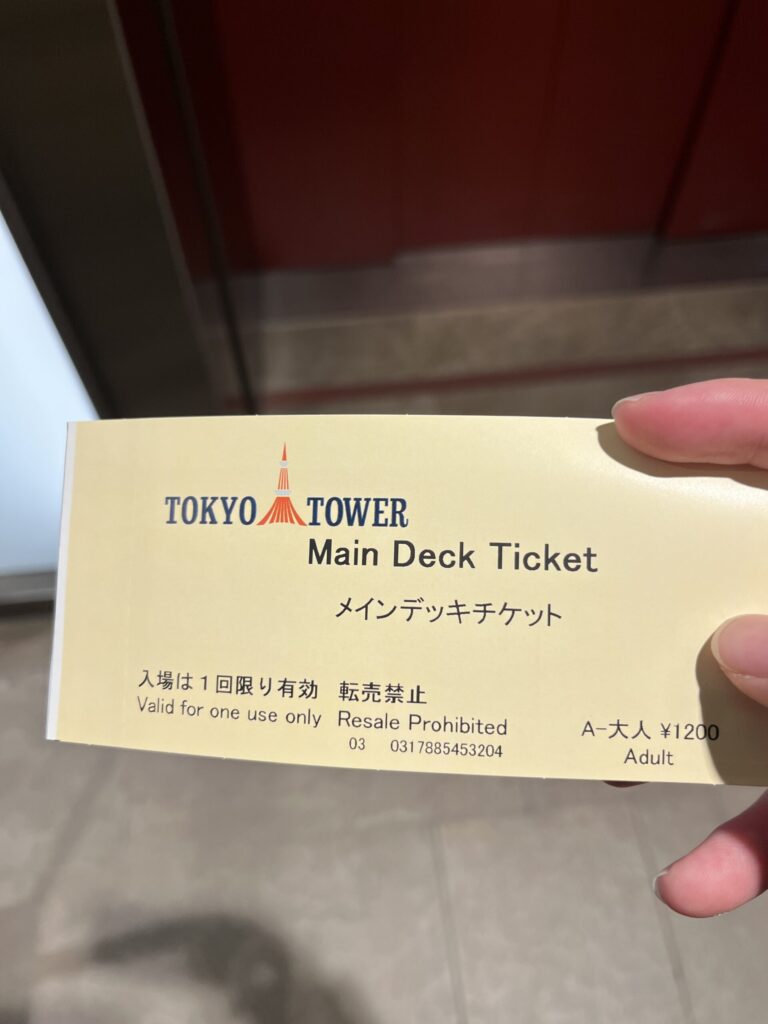 TOKYO TOWER
Main Deck Ticket
メインデッキチケット
入場は1回限り有効 転売禁止
Valid for one use only Resale Prohibited
03 0317885453204
A-大人 ¥1200
Adult